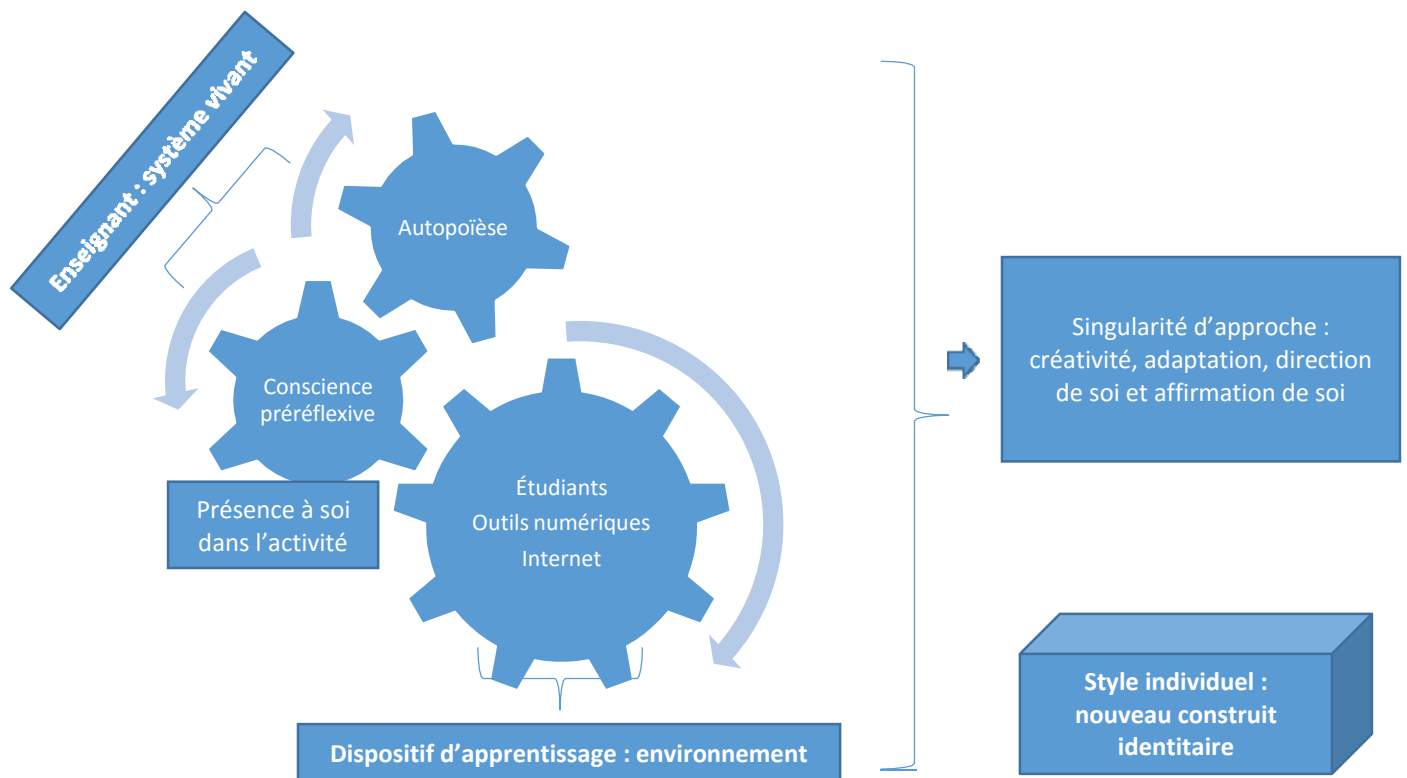 Enseignant : système vivant
Autopoïèse
Conscience
préréflexive
Présence à soi
dans l’activité
Étudiants
Outils numériques
Internet
Dispositif d’apprentissage : environnement
Singularité d’approche :
créativité, adaptation, direction
de soi et affirmation de soi
Style individuel :
nouveau construit
identitaire